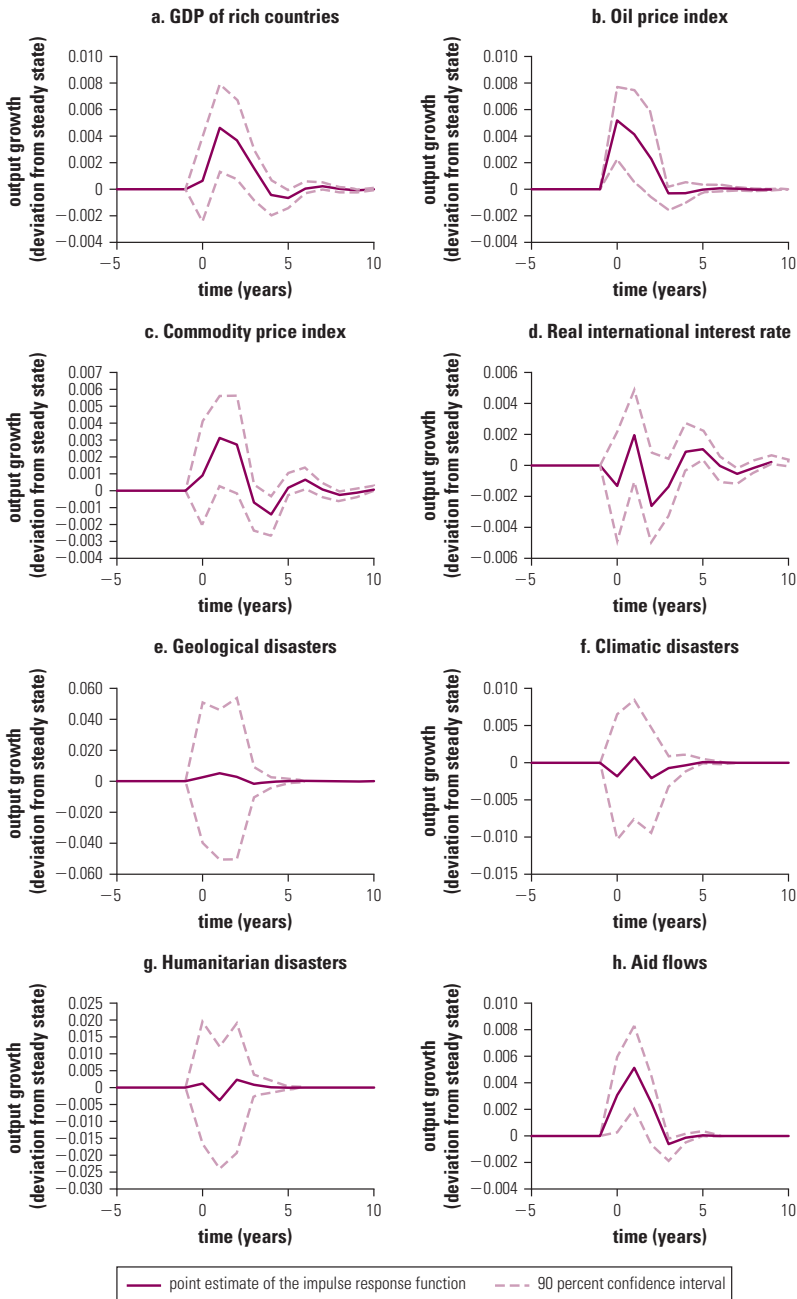 a. GDP of rich countries
output growth
(deviation from steady state)
0.010
0.008
0.006
0.004
0.002
0
−0.002
−0.004
−5
0
5
10
time (years)
b. Oil price index
output growth
(deviation from steady state)
0.010
0.008
0.006
0.004
0.002
0
−0.002
−0.004
−5
0
5
10
time (years)
c. Commodity price index
output growth
(deviation from steady state)
0.007
0.006
0.005
0.004
0.003
0.002
0.001
0
−0.001
−0.002
−0.003
−0.004
−5
0
5
10
time (years)
d. Real international interest rate
output growth
(deviation from steady state)
0.006
0.004
0.002
0
−0.002
−0.004
−0.006
−5
0
5
10
time (years)
e. Geological disasters
output growth
(deviation from steady state)
0.060
0.040
0.020
0
−0.020
−0.040
−0.060
−5
0
5
10
time (years)
f. Climatic disasters
output growth
(deviation from steady state)
0.010
0.005
0.000
−0.005
−0.010
−0.015
−5
0
5
10
time (years)
g. Humanitarian disasters
output growth
(deviation from steady state)
0.025
0.020
0.015
0.010
0.005
0
−0.005
−0.010
−0.015
−0.020
−0.025
−0.030
−5
0
5
10
time (years)
h. Aid flows
output growth
(deviation from steady state)
0.010
0.008
0.006
0.004
0.002
0
−0.002
−0.004
−5
0
5
10
time (years)
point estimate of the impulse response function
90 percent confidence interval